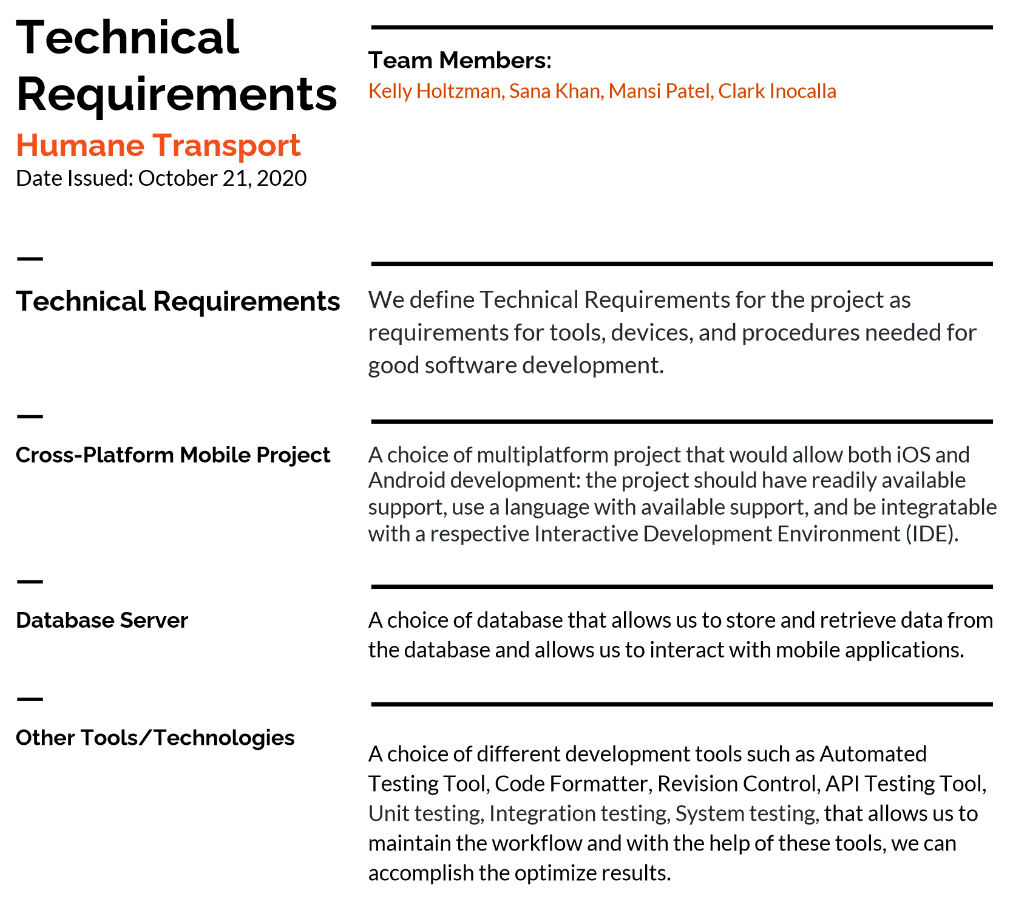 Technical
Requirements
Humane Transport
Date Issued: October 21, 2020
Team Members:
Kelly Holtzman, Sana Khan, Mansi Patel, Clark Inocalla
Technical Requirements
We define Technical Requirements for the project as
requirements for tools, devices, and procedures needed for
good software development.
Cross-Platform Mobile Project
A choice of multiplatform project that would allow both iOS and
Android development: the project should have readily available
support, use a language with available support, and be integratable
with a respective Interactive Development Environment (IDE).
Database Server
A choice of database that allows us to store and retrieve data from
the database and allows us to interact with mobile applications.
Other Tools/Technologies
A choice of different development tools such as Automated
Testing Tool, Code Formatter, Revision Control, API Testing Tool,
Unit testing, Integration testing, System testing, that allows us to
maintain the workflow and with the help of these tools, we can
accomplish the optimize results.